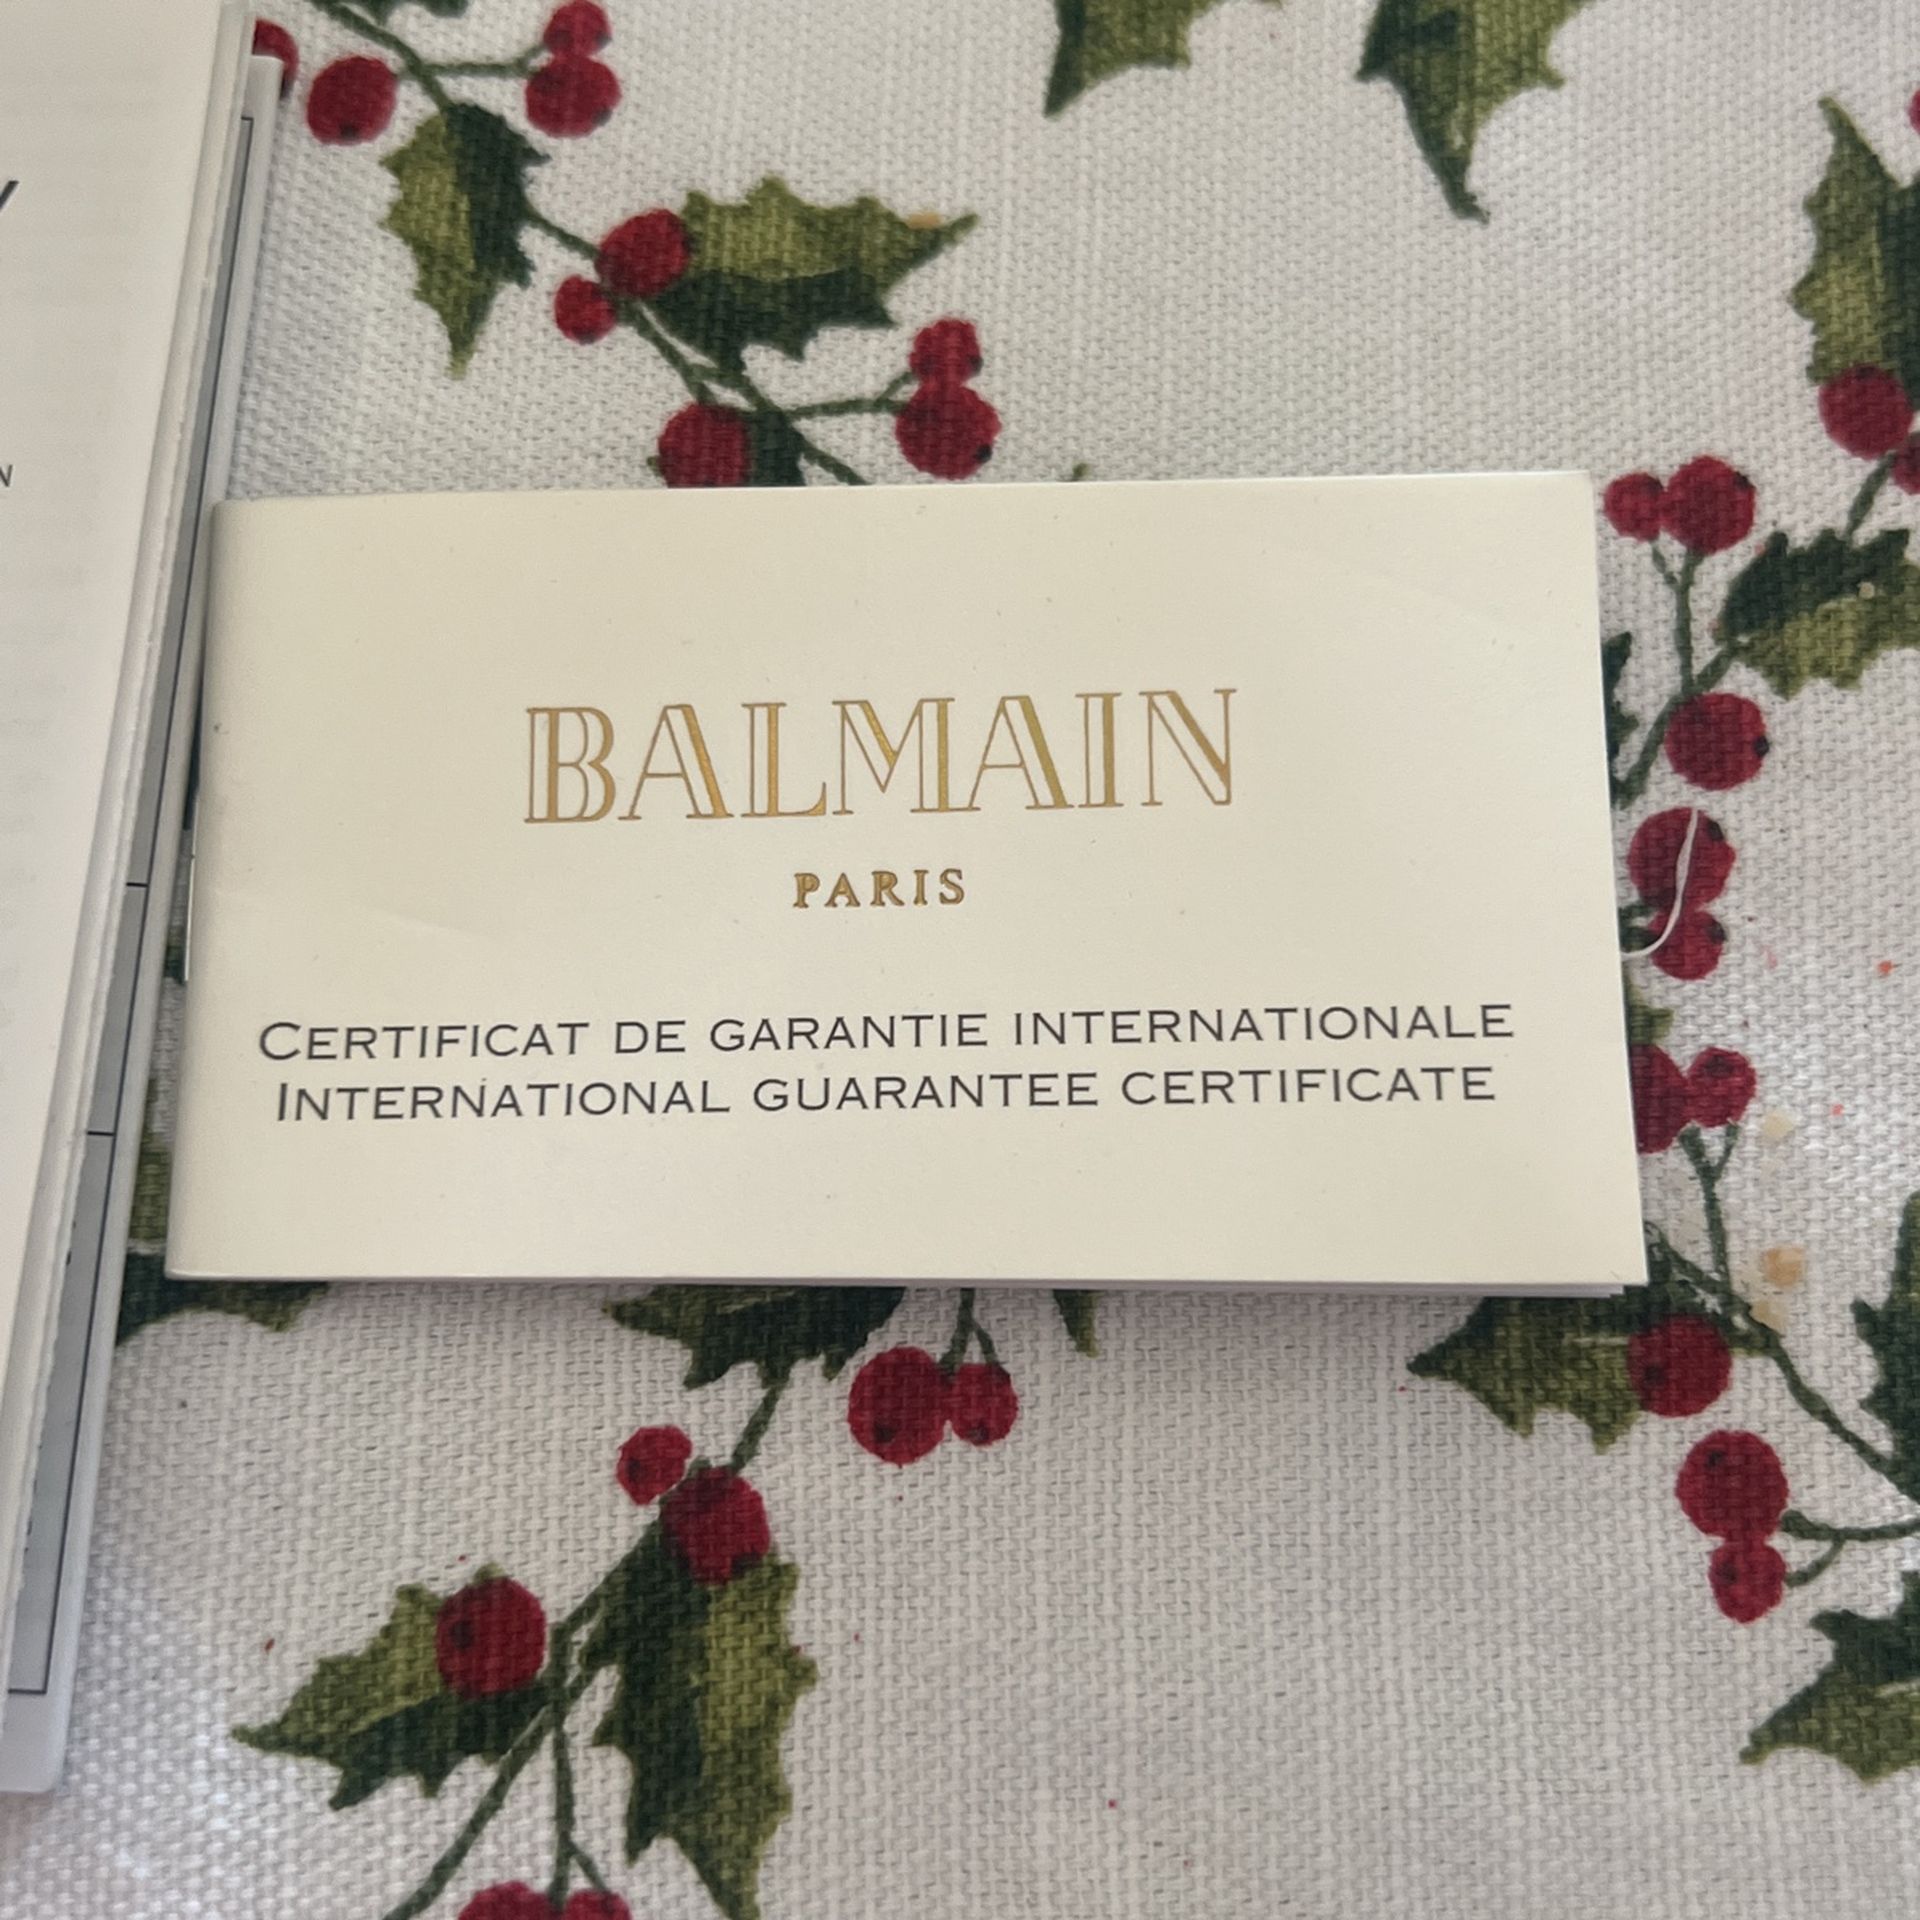 BALMAIN
PARIS
CERTIFICAT DE GARANTIE INTERNATIONALE
INTERNATIONAL GUARANTEE CERTIFICATE